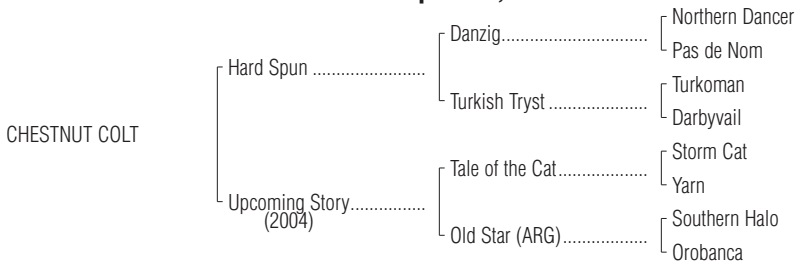 Northern Dancer
Danzig..............................
Pas de Nom
Hard Spun .......................
Turkoman
Turkish Tryst ....................
Darbyvail
CHESTNUT COLT
Storm Cat
Tale of the Cat..................
Yarn
Upcoming Story...............
(2004)
Southern Halo
Old Star (ARG).................
Orobanca